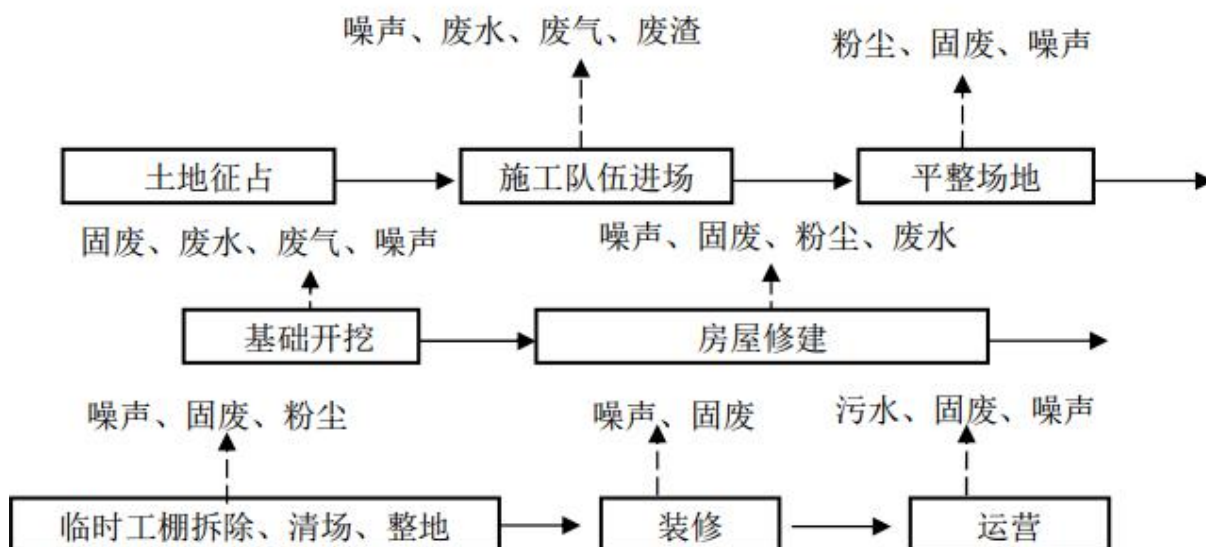 噪声、废水、废气、废渣
粉尘、固废、噪声
土地征占
施工队伍进场
平整场地
固废、废水、废气、噪声
噪声、固废、粉尘、废水
基础开挖
房屋修建
噪声、固废、粉尘
噪声、固废
污水、固废、噪声
临时工棚拆除、清场、整地
装修
运营